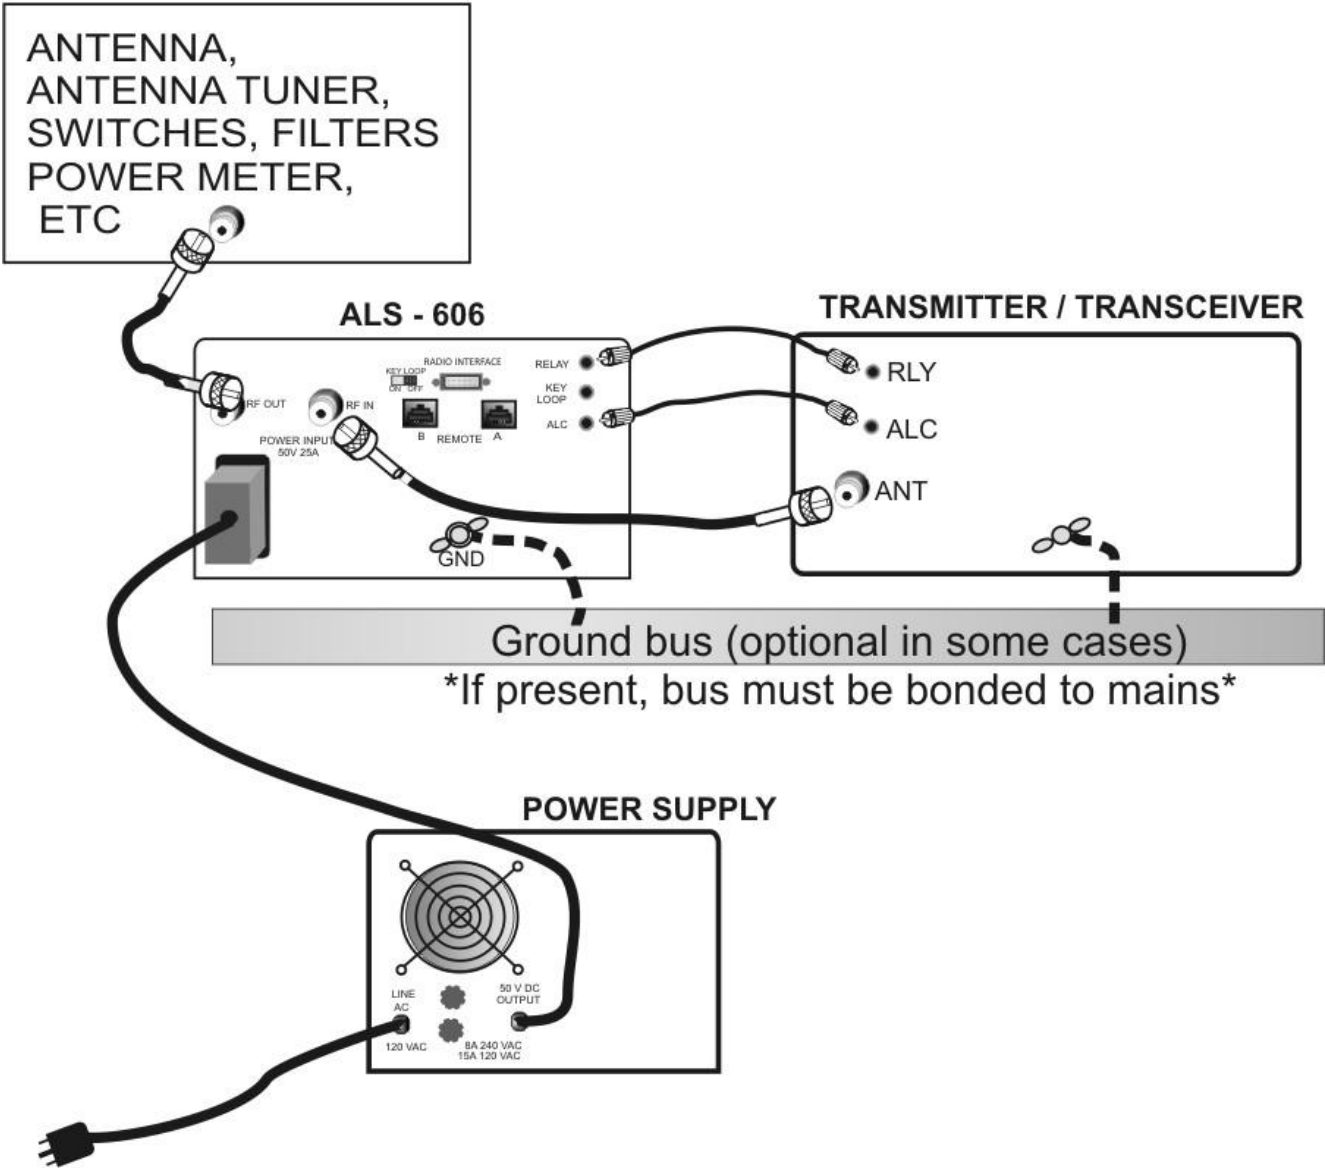 ANTENNA,
ANTENNA TUNER,
SWITCHES, FILTERS
POWER METER,
ETC
ALS - 606
TRANSMITTER / TRANSCEIVER
RADIO INTERFACE
KEY LOOP
ON OFF
RELAY
KEY
LOOP
ALC
RF OUT
RF IN
B REMOTE A
POWER INPUT
50V 25A
GND
RLY
ALC
ANT
Ground bus (optional in some cases)
*If present, bus must be bonded to mains*
POWER SUPPLY
LINE
AC
50 V DC
OUTPUT
120 VAC
8A 240 VAC
15A 120 VAC